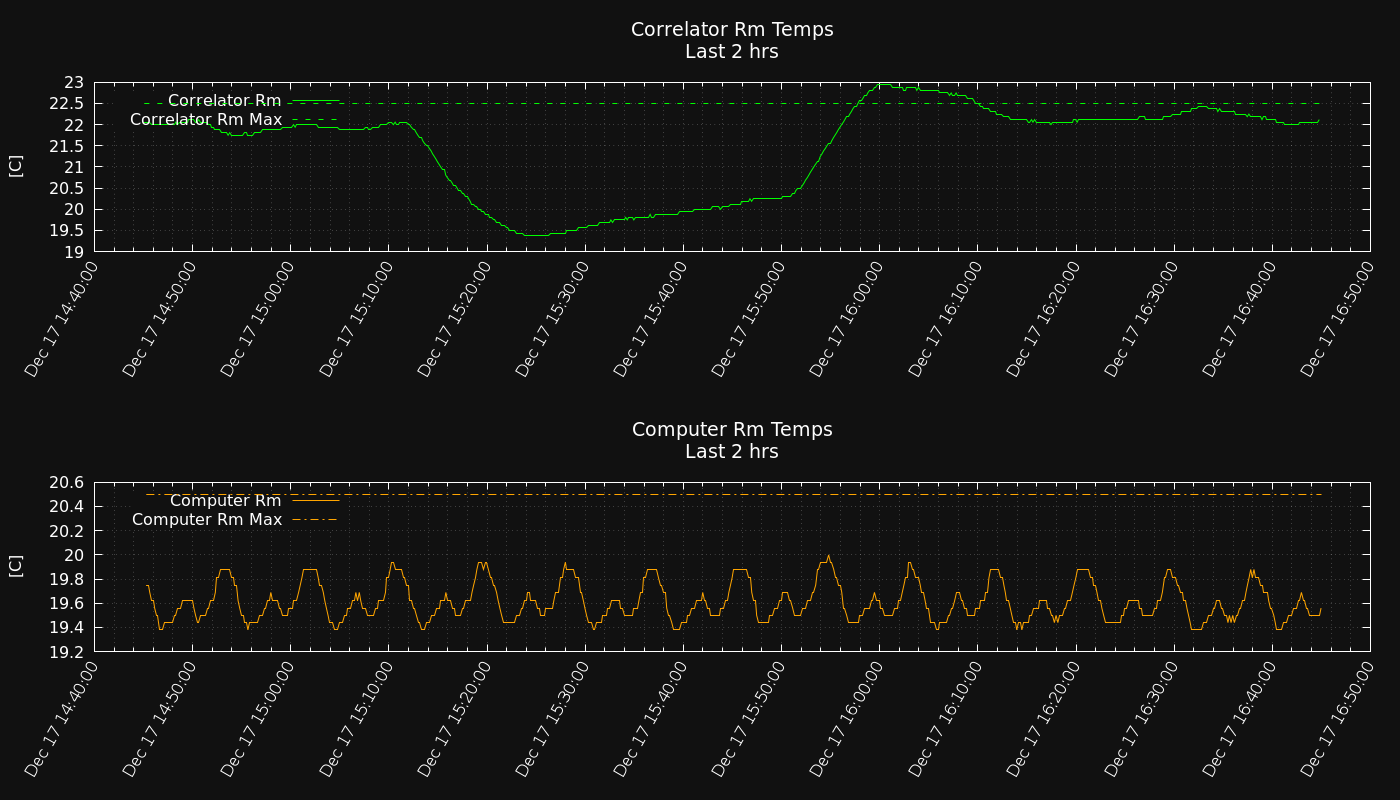 Correlator Rm Temps
Last 2 hrs
23
22.5
22
21.5
21
20.5
20
19.5
19
[C]
Correlator Rm
Correlator Rm Max
Dec 17 14:40:00
Dec 17 14:50:00
Dec 17 15:00:00
Dec 17 15:10:00
Dec 17 15:20:00
Dec 17 15:30:00
Dec 17 15:40:00
Dec 17 15:50:00
Dec 17 16:00:00
Dec 17 16:10:00
Dec 17 16:20:00
Dec 17 16:30:00
Dec 17 16:40:00
Dec 17 16:50:00
Computer Rm Temps
Last 2 hrs
20.6
20.4
20.2
20
19.8
19.6
19.4
19.2
[C]
Computer Rm
Computer Rm Max
Dec 17 14:40:00
Dec 17 14:50:00
Dec 17 15:00:00
Dec 17 15:10:00
Dec 17 15:20:00
Dec 17 15:30:00
Dec 17 15:40:00
Dec 17 15:50:00
Dec 17 16:00:00
Dec 17 16:10:00
Dec 17 16:20:00
Dec 17 16:30:00
Dec 17 16:40:00
Dec 17 16:50:00